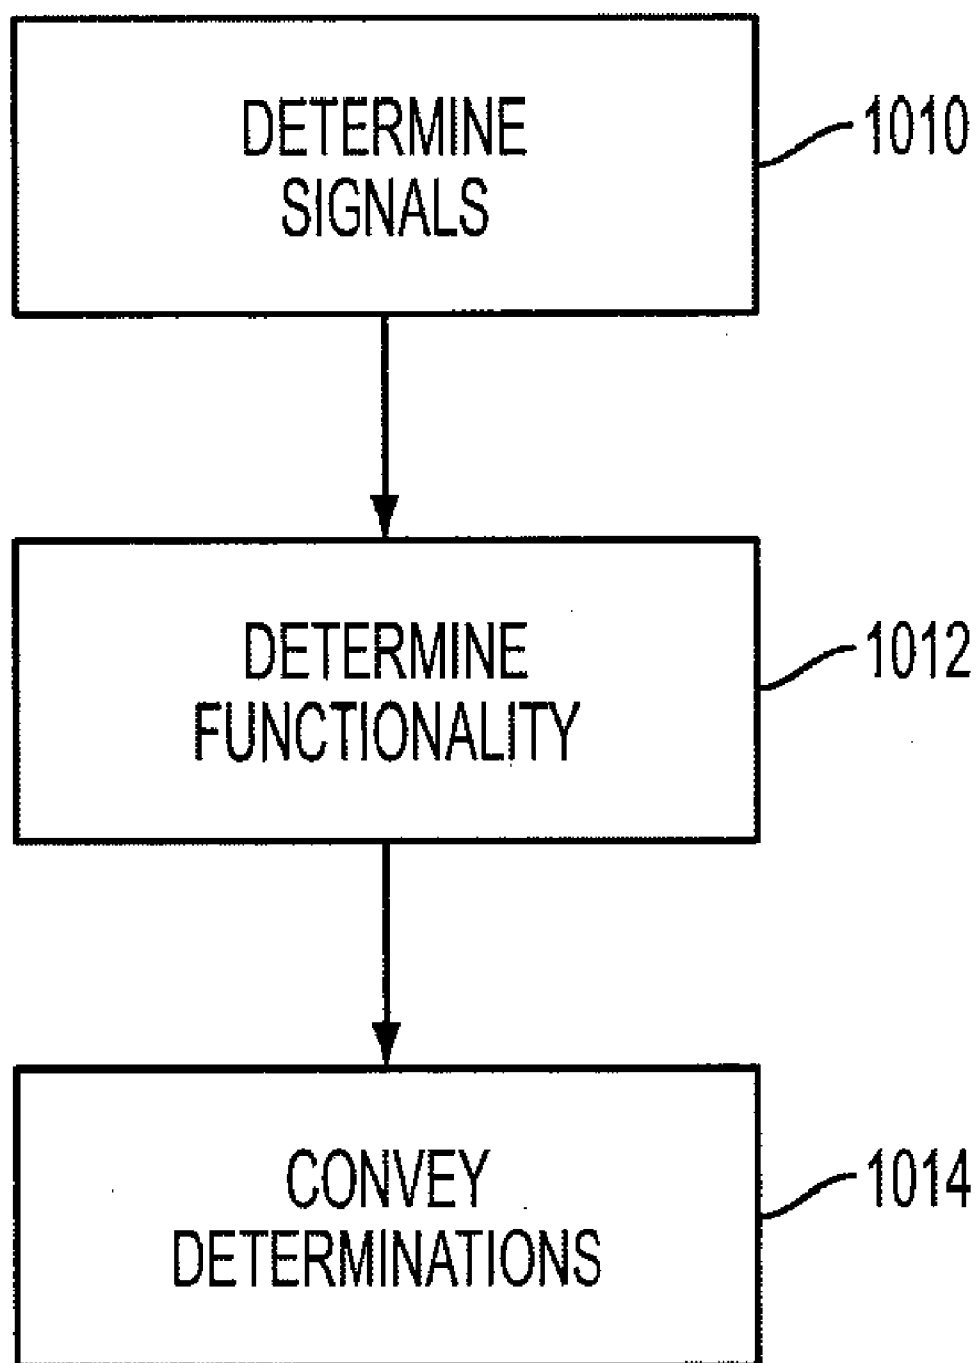 DETERMINE
SIGNALS
1010
DETERMINE
FUNCTIONALITY
1012
CONVEY
DETERMINATIONS
1014